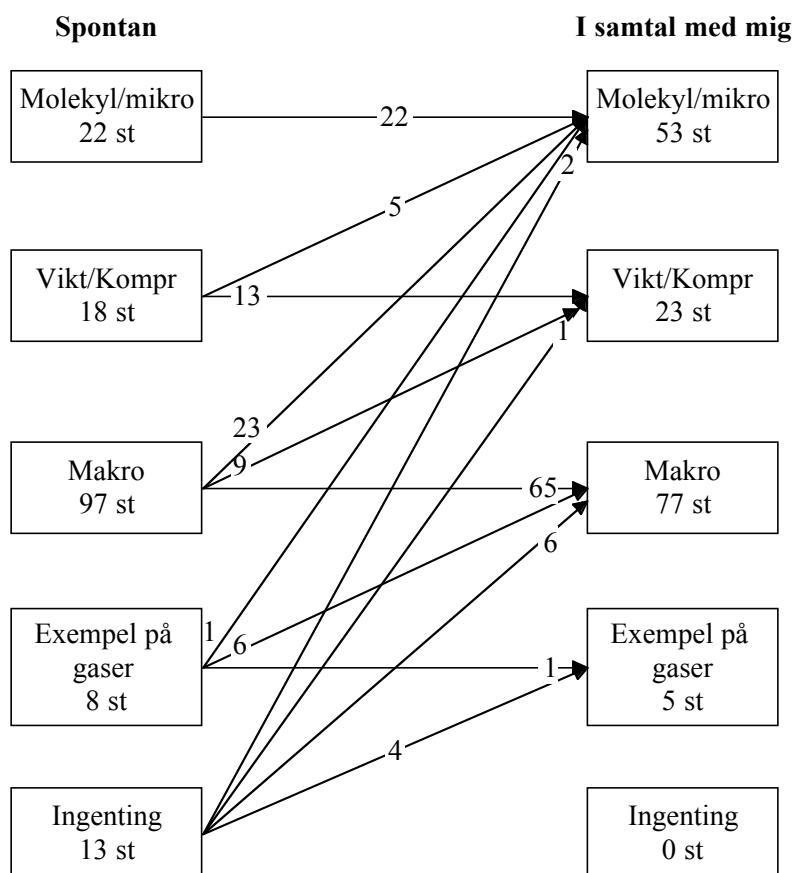 Spontan
I samtal med mig
Molekyl/mikro
22 st
22
Molekyl/mikro
53 st
2
5
Vikt/Kompr
18 st
13
Vikt/Kompr
23 st
1
23
9
Makro
97 st
65
Makro
77 st
6
1
6
Exempel på
gaser
8 st
1
Exempel på
gaser
5 st
4
Ingenting
13 st
Ingenting
0 st